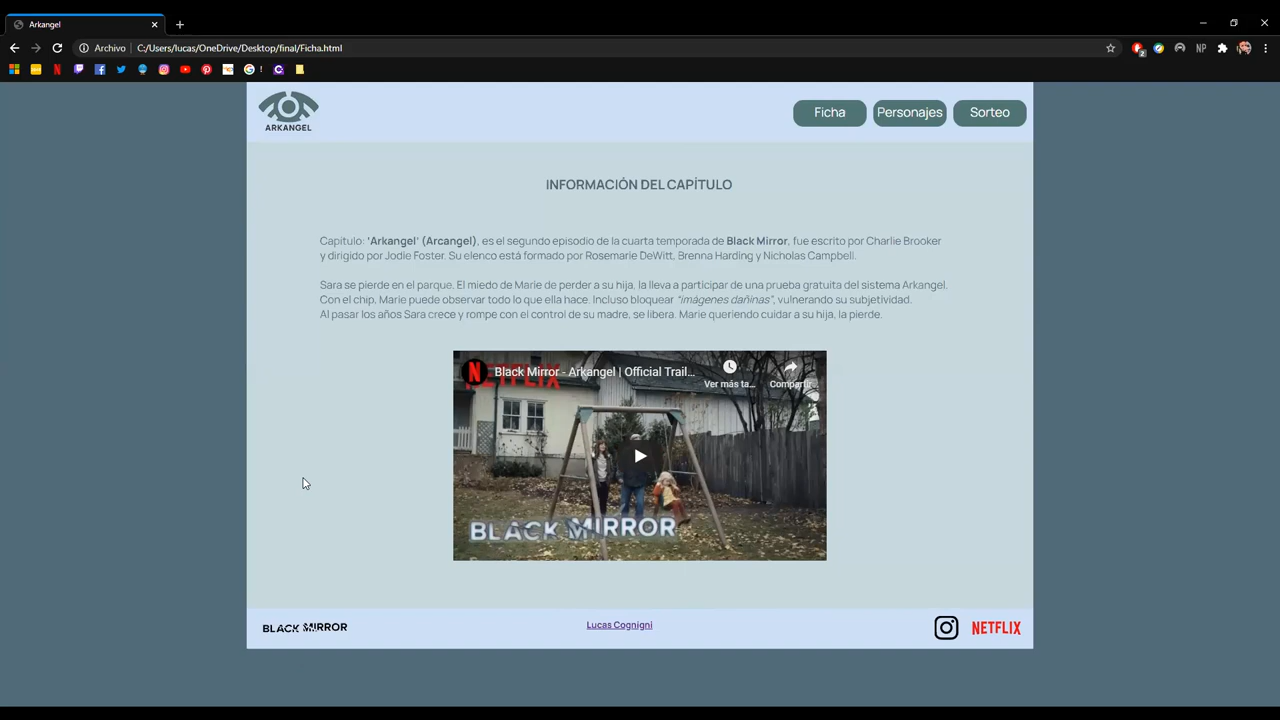 Arkangel
Archivo C:/Users/lucas/OneDrive/Desktop/final/Ficha.html
NP
2
ARKANGEL
Ficha Personajes Sorteo
INFORMACIÓN DEL CAPÍTULO
Capítulo: 'Arkangel' (Arcangel), es el segundo episodio de la cuarta temporada de Black Mirror, fue escrito por Charlie Brooker
y dirigido por Jodie Foster. Su elenco está formado por Rosemarie DeWitt, Brenna Harding y Nicholas Campbell.
Sara se pierde en el parque. El miedo de Marie de perder a su hija, la lleva a participar de una prueba gratuita del sistema Arkangel.
Con el chip, Marie puede observar todo lo que ella hace. Incluso bloquear "imágenes dañinas", vulnerando su subjetividad.
Al pasar los años Sara crece y rompe con el control de su madre, se libera. Marie queriendo cuidar a su hija, la pierde.
Black Mirror - Arkangel | Official Trail...
Ver más ta... Compartir
NETFLIX
BLACK MIRROR
BLACK MIRROR Lucas Cognigni NETFLIX